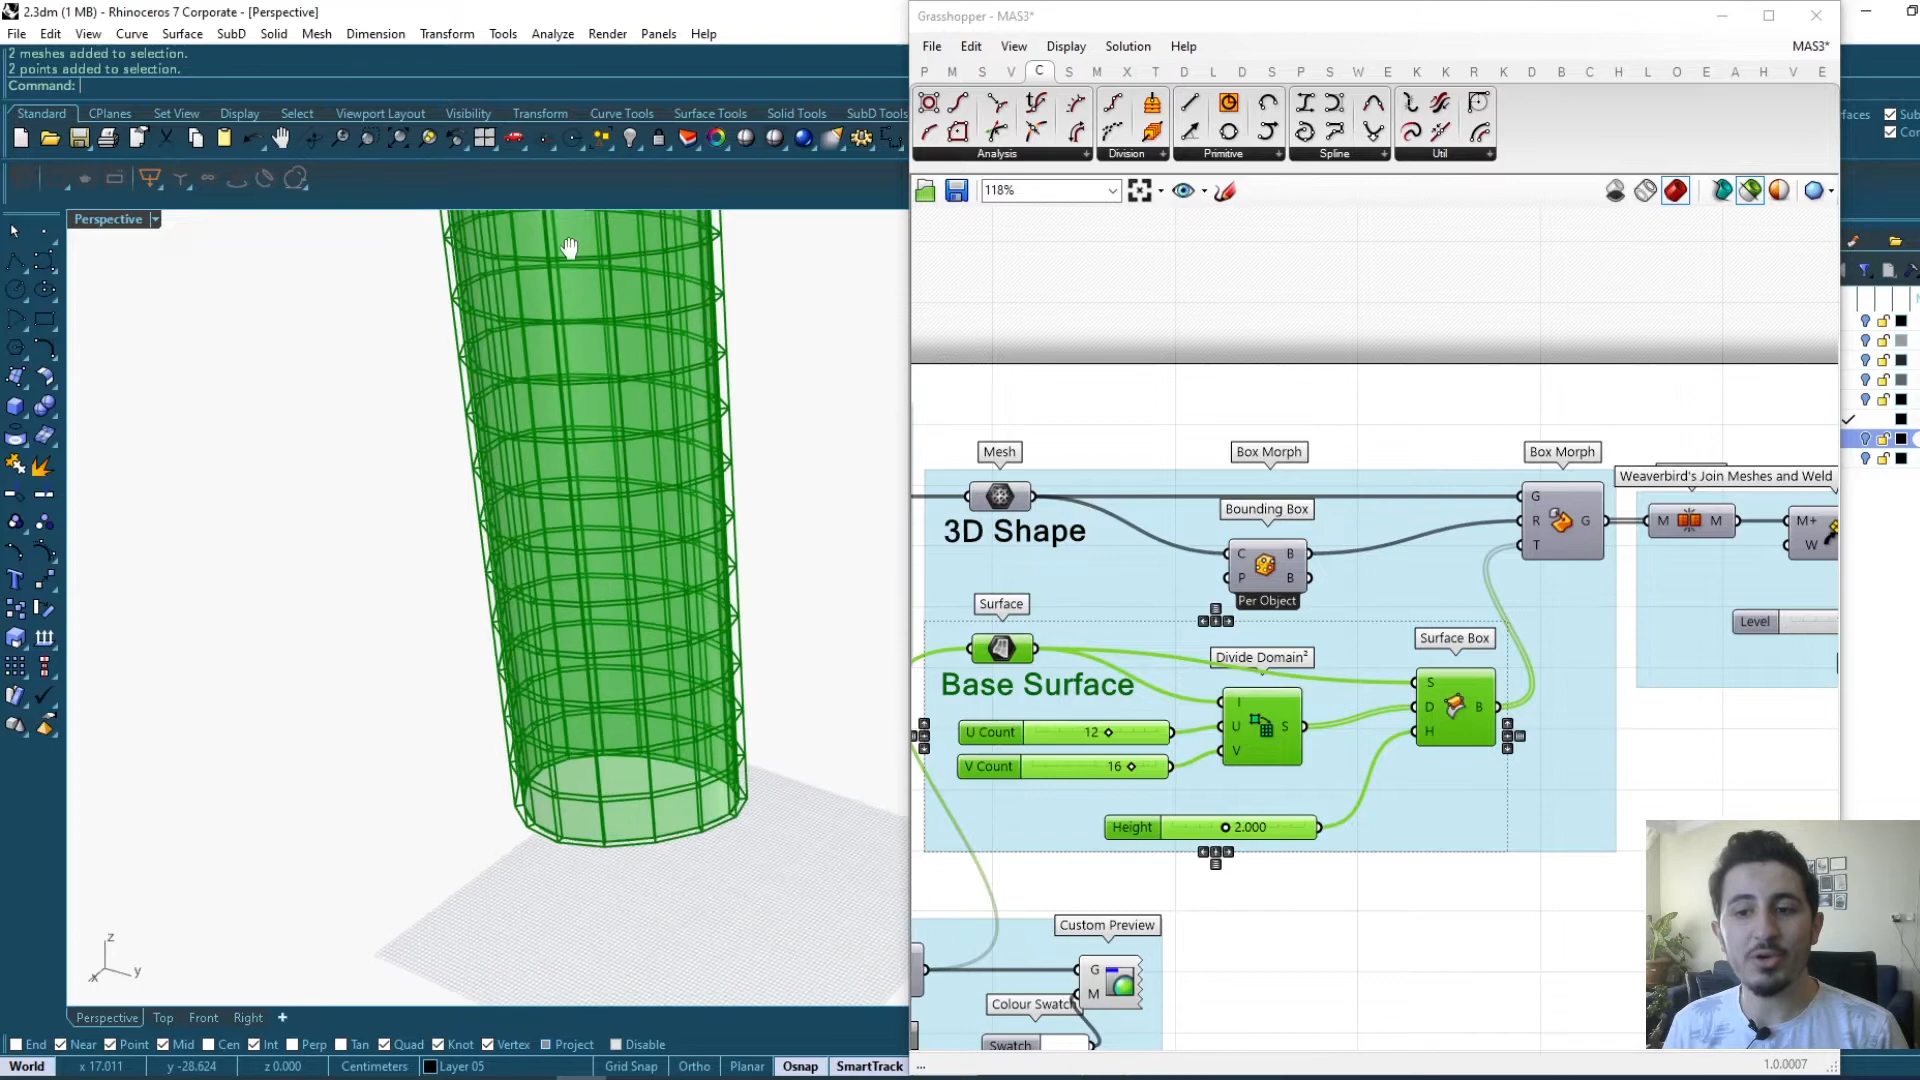 2.3dm (1 MB) - Rhinoceros 7 Corporate - [Perspective]
File Edit View Curve Surface SubD Solid Mesh Dimension Transform Tools Analyze Render Panels Help
2 meshes added to selection.
2 points added to selection.
Command:
Standard CPlanes Set View Display Select Viewport Layout Visibility Transform Curve Tools Surface Tools Solid Tools SubD Tools
Perspective
z
y
x
Perspective Top Front Right
End Near Point Mid Cen Int Perp Tan Quad Knot Vertex Project Disable
World x 17.011 y -28.624 z 0.000 Centimeters Layer 05 Grid Snap Ortho Planar Osnap SmartTrack
Grasshopper - MAS3*
File Edit View Display Solution Help MAS3*
P M S V C S M X T D L D S P S W E K K R K D B C H L O E A H V E
Analysis Division Primitive Spline Util
118%
Mesh Box Morph Box Morph
Weaverbird's Join Meshes and Weld
3D Shape
Bounding Box
C B
P B
Per Object
G
R G
T
M M
M+
W
Level
Surface
Base Surface
Divide Domain²
Surface Box
I
U S
V
S
D B
H
U Count 12
V Count 16
Height 2.000
Custom Preview
G
M
Colour Swatch
Swatch
...
1.0.0007
faces Sub